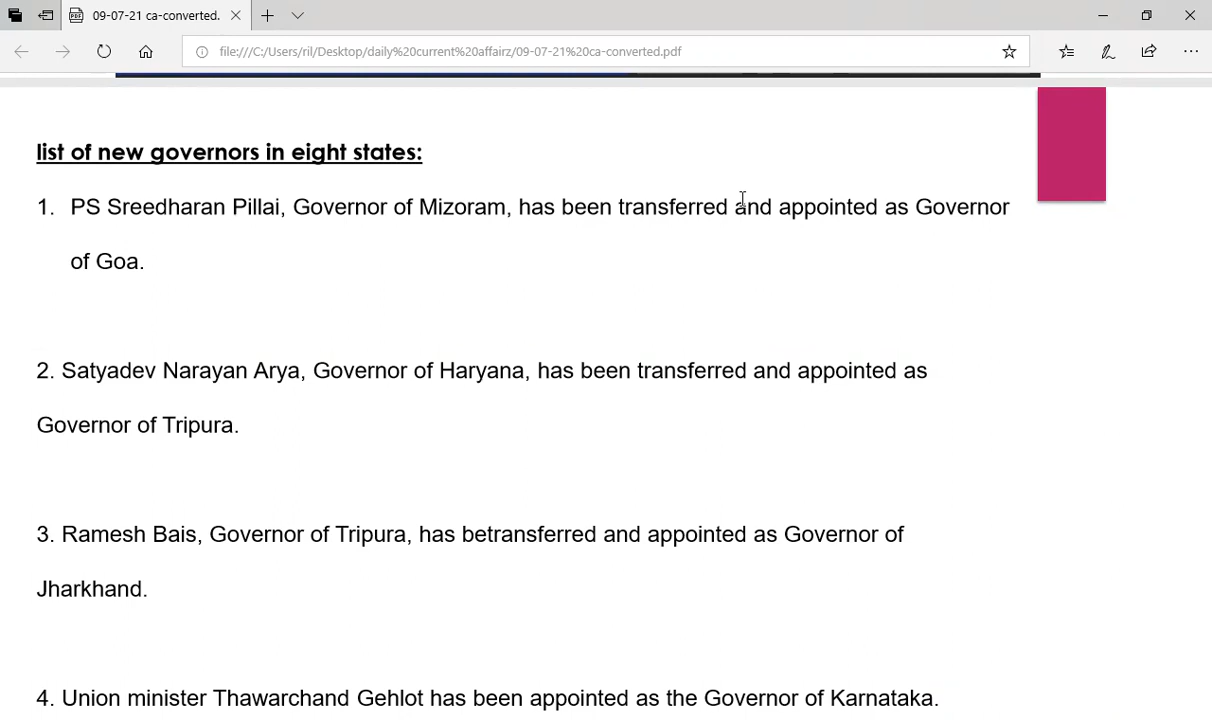 09-07-21 ca-converted.
file:///C:/Users/ril/Desktop/daily%20current%20affairz/09-07-21%20ca-converted.pdf
list of new governors in eight states:
1. PS Sreedharan Pillai, Governor of Mizoram, has been transferred and appointed as Governor
of Goa.
2. Satyadev Narayan Arya, Governor of Haryana, has been transferred and appointed as
Governor of Tripura.
3. Ramesh Bais, Governor of Tripura, has betransferred and appointed as Governor of
Jharkhand.
4. Union minister Thawarchand Gehlot has been appointed as the Governor of Karnataka.